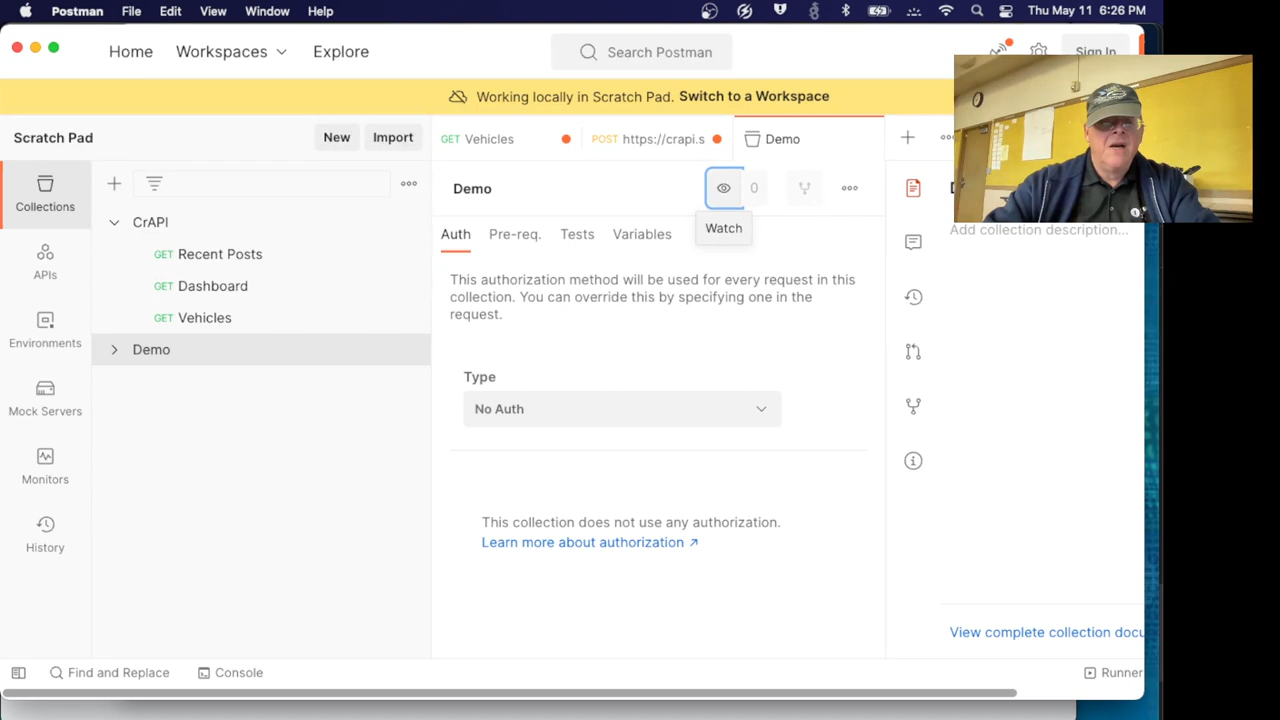 Postman File Edit View Window Help Thu May 11 6:26 PM
Home Workspaces Explore Search Postman Sign In
Working locally in Scratch Pad. Switch to a Workspace
Scratch Pad New Import GET Vehicles POST https://crapi.s Demo
Collections
APIs
Environments
Mock Servers
Monitors
History
CrAPI
GET Recent Posts
GET Dashboard
GET Vehicles
Demo
Demo 0
Watch
Auth Pre-req. Tests Variables
This authorization method will be used for every request in this
collection. You can override this by specifying one in the
request.
Type
No Auth
This collection does not use any authorization.
Learn more about authorization ↗
Add collection description...
View complete collection docu
Find and Replace Console Runner